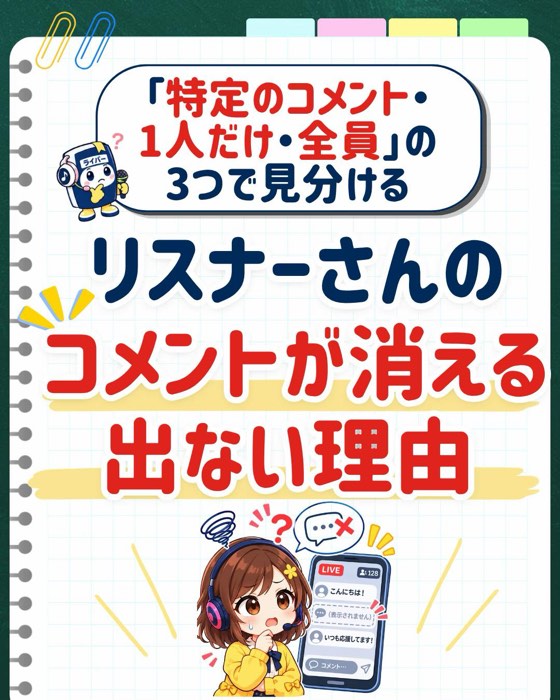 「特定のコメント・
1人だけ・全員」の
3つで見分ける
ライバー
リスナーさんの
コメントが消える
出ない理由
LIVE
128
こんにちは！
(表示されません)
いつも応援してます！
コメント…